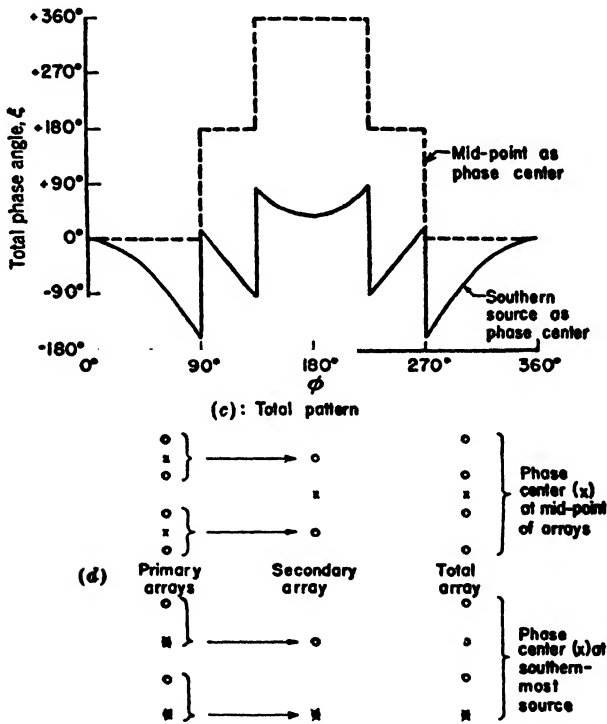 +360°
+270°
+180°
+90°
0°
-90°
-180°
Total phase angle, ξ
Mid-point as
phase center
Southern
source as
phase center
0° 90° 180° 270° 360°
ϕ
(c): Total pattern
Phase
center (x)
at mid-point
of arrays
(d) Primary
arrays
Secondary
array
Total
array
Phase
center (x) at
southern-
most
source